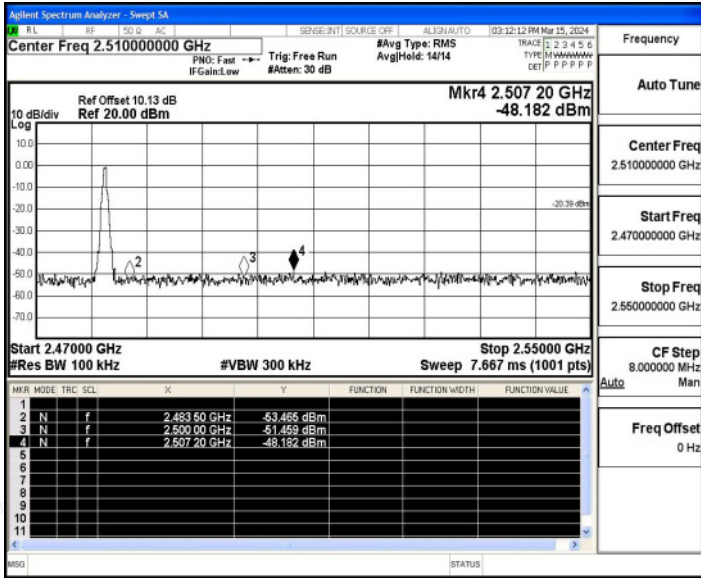 Agilent Spectrum Analyzer - Swept SA
RL RF 50 Ω AC SENSE:INT SOURCE OFF ALIGNAUTO 03:12:12 PM Mar 15, 2024
Center Freq 2.510000000 GHz
PNO: Fast
IFGain:Low
Trig: Free Run
#Atten: 30 dB
#Avg Type: RMS
Avg|Hold: 14/14
TRACE 1 2 3 4 5 6
TYPE M W W W W W
DET P P P P P P
Ref Offset 10.13 dB
10 dB/div Ref 20.00 dBm
Log
Mkr4 2.507 20 GHz
-48.182 dBm
10.0
0.00
-10.0
-20.0
-20.39 dBm
-30.0
-40.0
-50.0
-60.0
-70.0
2
3
4
Start 2.47000 GHz Stop 2.55000 GHz
#Res BW 100 kHz #VBW 300 kHz Sweep 7.667 ms (1001 pts)
MKR MODE TRC SCL X Y FUNCTION FUNCTION WIDTH FUNCTION VALUE
1
2 N f 2.483 50 GHz -53.465 dBm
3 N f 2.500 00 GHz -51.459 dBm
4 N f 2.507 20 GHz -48.182 dBm
5
6
7
8
9
10
11
MSG STATUS
Frequency
Auto Tune
Center Freq
2.510000000 GHz
Start Freq
2.470000000 GHz
Stop Freq
2.550000000 GHz
CF Step
8.000000 MHz
Auto Man
Freq Offset
0 Hz